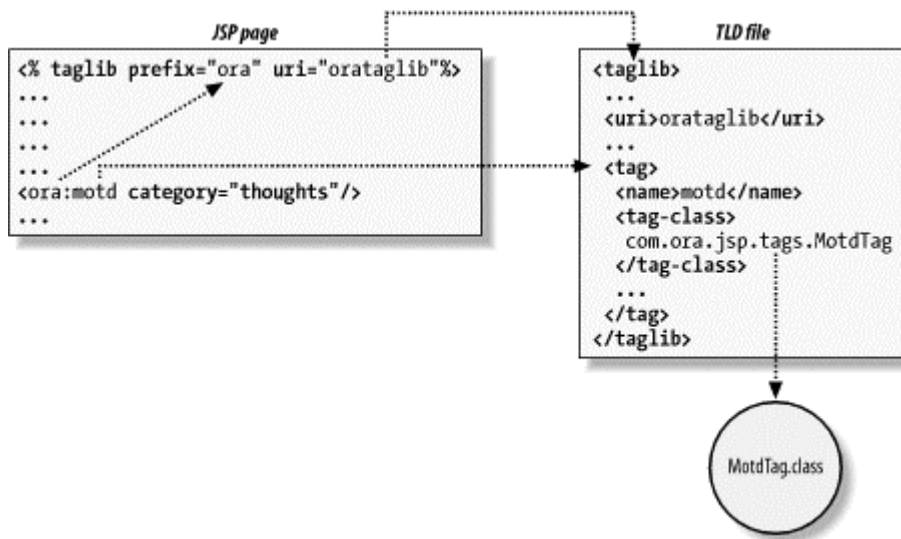 JSP page
<% taglib prefix="ora" uri="orataglib"%>
...
...
...
...
<ora:motd category="thoughts"/>
...
TLD file
<taglib>
...
<uri>orataglib</uri>
...
<tag>
<name>motd</name>
<tag-class>
com.ora.jsp.tags.MotdTag
</tag-class>
...
</tag>
</taglib>
MotdTag.class